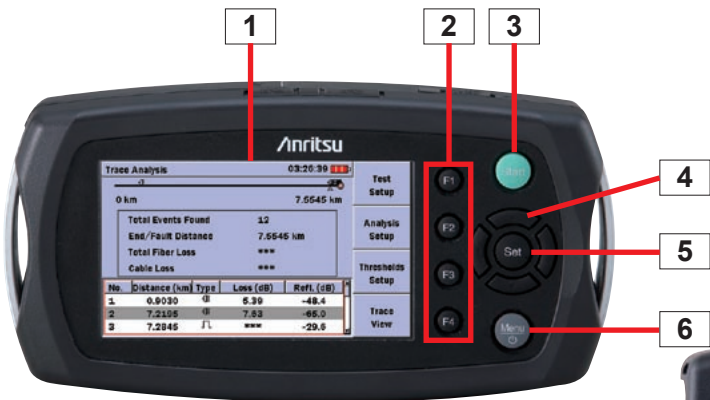 1
2
3
Anritsu
Trace Analysis 03:26:39
Test Setup
0 km 7.5545 km
Total Events Found 12
End/Fault Distance 7.5545 km
Total Fiber Loss ***
Cable Loss ***
Analysis Setup
Thresholds Setup
No. Distance (km) Type Loss (dB) Refl. (dB)
1 0.9030 5.39 -48.4
2 7.2195 7.53 -65.0
3 7.2845 *** -29.6
Trace View
F1
F2
F3
F4
Start
4
Set
5
Menu
6